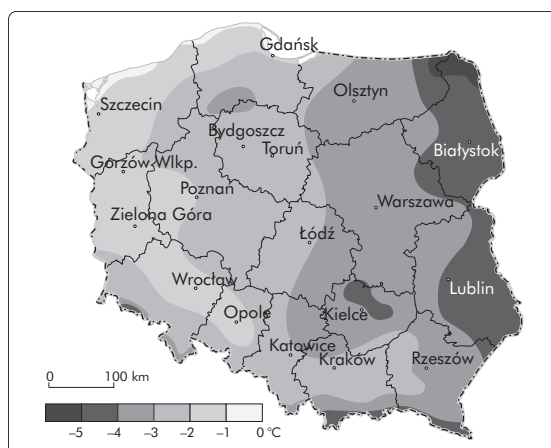 Gdańsk
Olsztyn
Szczecin
Bydgoszcz
Toruń
Białystok
Gorzów Wlkp.
Poznań
Warszawa
Zielona Góra
Łódź
Wrocław
Lublin
Opole
Kielce
Katowice
Kraków
Rzeszów
0 100 km
–5 –4 –3 –2 –1 0 °C